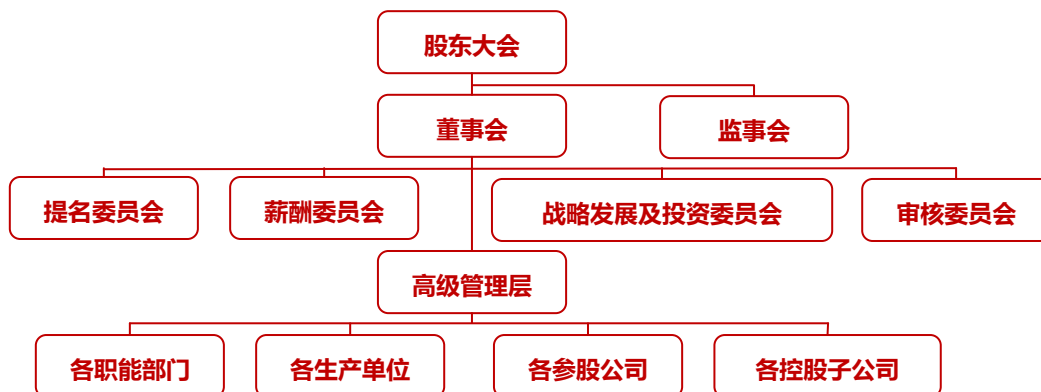 股东大会
董事会
监事会
提名委员会
薪酬委员会
战略发展及投资委员会
审核委员会
高级管理层
各职能部门
各生产单位
各参股公司
各控股子公司